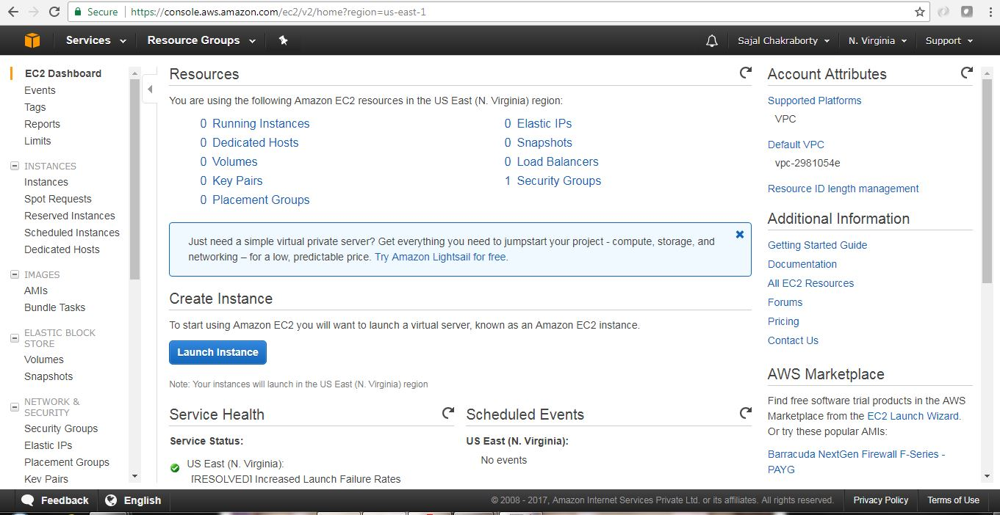 Secure https://console.aws.amazon.com/ec2/v2/home?region=us-east-1
Services Resource Groups Sajal Chakraborty N. Virginia Support
EC2 Dashboard
Events
Tags
Reports
Limits
INSTANCES
Instances
Spot Requests
Reserved Instances
Scheduled Instances
Dedicated Hosts
IMAGES
AMIs
Bundle Tasks
ELASTIC BLOCK
STORE
Volumes
Snapshots
NETWORK &
SECURITY
Security Groups
Elastic IPs
Placement Groups
Key Pairs
Resources
You are using the following Amazon EC2 resources in the US East (N. Virginia) region:
0 Running Instances
0 Dedicated Hosts
0 Volumes
0 Key Pairs
0 Placement Groups
0 Elastic IPs
0 Snapshots
0 Load Balancers
1 Security Groups
Just need a simple virtual private server? Get everything you need to jumpstart your project - compute, storage, and
networking – for a low, predictable price. Try Amazon Lightsail for free.
Create Instance
To start using Amazon EC2 you will want to launch a virtual server, known as an Amazon EC2 instance.
Launch Instance
Note: Your instances will launch in the US East (N. Virginia) region
Service Health
Service Status:
US East (N. Virginia):
[RESOLVED] Increased Launch Failure Rates
Scheduled Events
US East (N. Virginia):
No events
Account Attributes
Supported Platforms
VPC
Default VPC
vpc-2981054e
Resource ID length management
Additional Information
Getting Started Guide
Documentation
All EC2 Resources
Forums
Pricing
Contact Us
AWS Marketplace
Find free software trial products in the AWS
Marketplace from the EC2 Launch Wizard.
Or try these popular AMIs:
Barracuda NextGen Firewall F-Series -
PAYG
Feedback English © 2008 - 2017, Amazon Internet Services Private Ltd. or its affiliates. All rights reserved. Privacy Policy Terms of Use